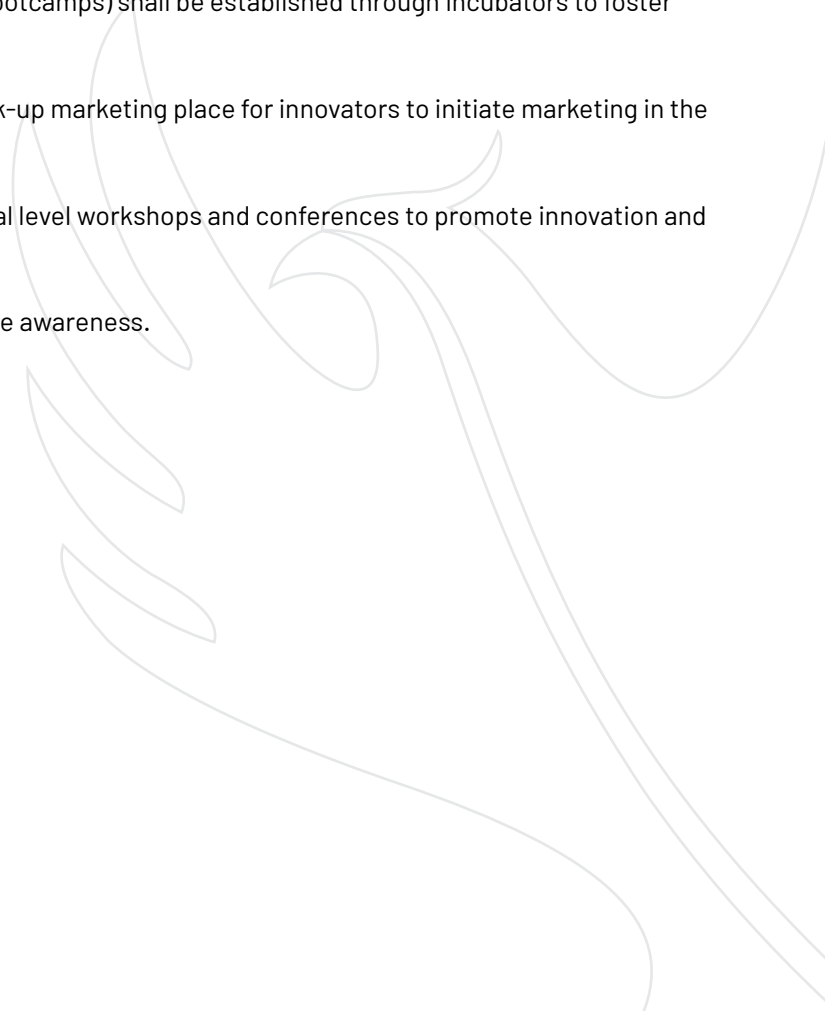 ootcamps) shall be established through incubators to foster
k-up marketing place for innovators to initiate marketing in the
al level workshops and conferences to promote innovation and
e awareness.